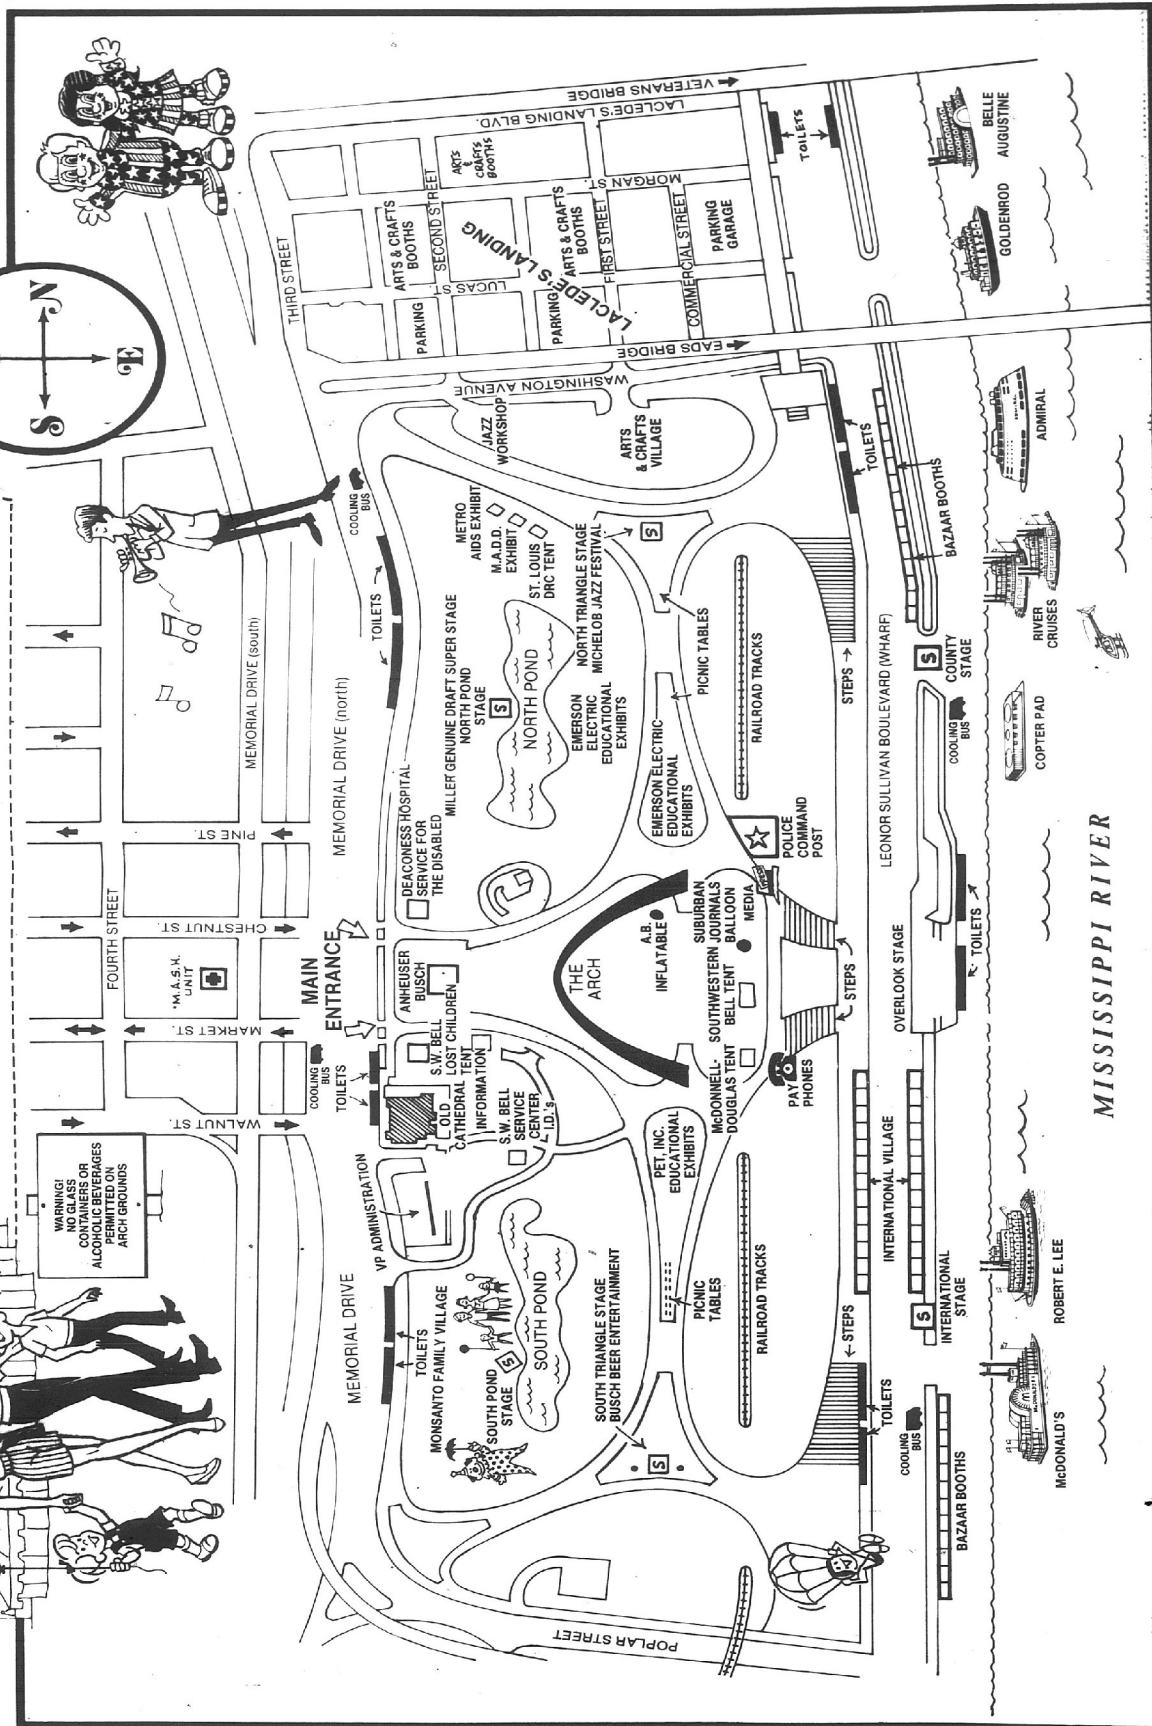 S
N
E
WARNING!
NO GLASS
CONTAINERS OR
ALCOHOLIC BEVERAGES
PERMITTED ON
ARCH GROUNDS
FOURTH STREET
WALNUT ST.
MARKET ST.
CHESTNUT ST.
PINE ST.
"M.A.S.H.
UNIT
MEMORIAL DRIVE (south)
MEMORIAL DRIVE (north)
MEMORIAL DRIVE
COOLING
BUS
TOILETS
MAIN
ENTRANCE
TOILETS
COOLING
BUS
THIRD STREET
VETERANS BRIDGE
LACLEDE'S LANDING BLVD.
ARTS
&
CRAFTS
BOOTHS
ARTS & CRAFTS
BOOTHS
SECOND STREET
LUCAS ST.
PARKING
LACLEDE'S LANDING
ARTS & CRAFTS
BOOTHS
PARKING
FIRST STREET
MORGAN ST.
COMMERCIAL STREET
PARKING
GARAGE
TOILETS
EADS BRIDGE
WASHINGTON AVENUE
JAZZ
WORKSHOP
ARTS
& CRAFTS
VILLAGE
VP ADMINISTRATION
OLD
CATHEDRAL
S.W. BELL
LOST CHILDREN
TENT
INFORMATION
S.W. BELL
SERVICE
CENTER
I.D.'s
ANHEUSER
BUSCH
DEACONESS HOSPITAL
SERVICE FOR
THE DISABLED
MILLER GENUINE DRAFT SUPER STAGE
NORTH POND
STAGE
S
NORTH POND
METRO
AIDS EXHIBIT
M.A.D.D.
EXHIBIT
ST. LOUIS
DRC TENT
NORTH TRIANGLE STAGE
MICHELOB JAZZ FESTIVAL
S
EMERSON
ELECTRIC
EDUCATIONAL
EXHIBITS
EMERSON ELECTRIC
EDUCATIONAL
EXHIBITS
PICNIC TABLES
RAILROAD TRACKS
TOILETS
MONSANTO FAMILY VILLAGE
SOUTH POND
STAGE
S
SOUTH POND
SOUTH TRIANGLE STAGE
BUSCH BEER ENTERTAINMENT
S
PICNIC
TABLES
PET, INC.
EDUCATIONAL
EXHIBITS
RAILROAD TRACKS
THE
ARCH
A.B.
INFLATABLE
McDONNELL-
DOUGLAS TENT
SOUTHWESTERN
BELL TENT
SUBURBAN
JOURNALS
BALLOON
MEDIA
POLICE
COMMAND
POST
PAY
PHONES
STEPS
STEPS
STEPS
POPLAR STREET
LEONOR SULLIVAN BOULEVARD (WHARF)
TOILETS
COOLING
BUS
BAZAAR BOOTHS
INTERNATIONAL VILLAGE
S
INTERNATIONAL
STAGE
OVERLOOK STAGE
TOILETS
COOLING
BUS
S
COUNTY
STAGE
BAZAAR BOOTHS
TOILETS
McDONALD'S
ROBERT E. LEE
COPTER PAD
RIVER
CRUISES
ADMIRAL
GOLDENROD
BELLE
AUGUSTINE
MISSISSIPPI RIVER